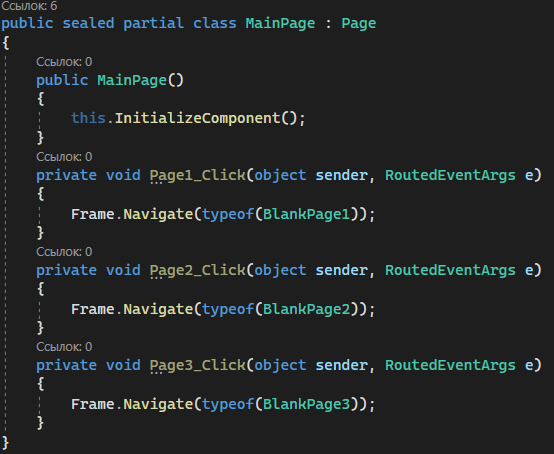 Ссылок: 6
public sealed partial class MainPage : Page
{
Ссылок: 0
public MainPage()
{
this.InitializeComponent();
}
Ссылок: 0
private void Page1_Click(object sender, RoutedEventArgs e)
{
Frame.Navigate(typeof(BlankPage1));
}
Ссылок: 0
private void Page2_Click(object sender, RoutedEventArgs e)
{
Frame.Navigate(typeof(BlankPage2));
}
Ссылок: 0
private void Page3_Click(object sender, RoutedEventArgs e)
{
Frame.Navigate(typeof(BlankPage3));
}
}